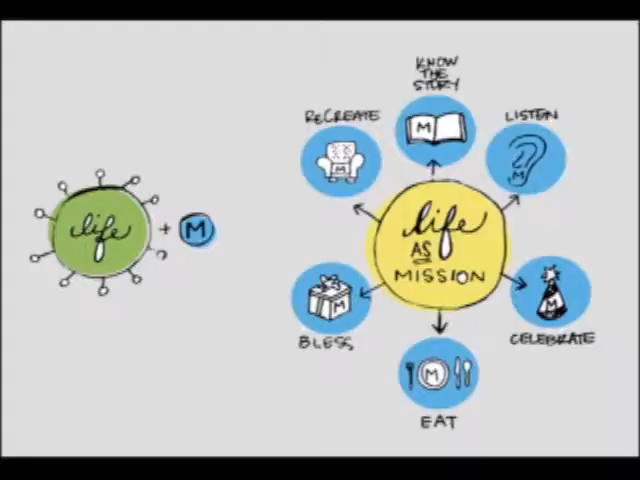 life
+ M
KNOW
THE
STORY
M
ReCREATE
M
LISTEN
M
life
AS
MISSION
BLESS
M
CELEBRATE
M
M
EAT